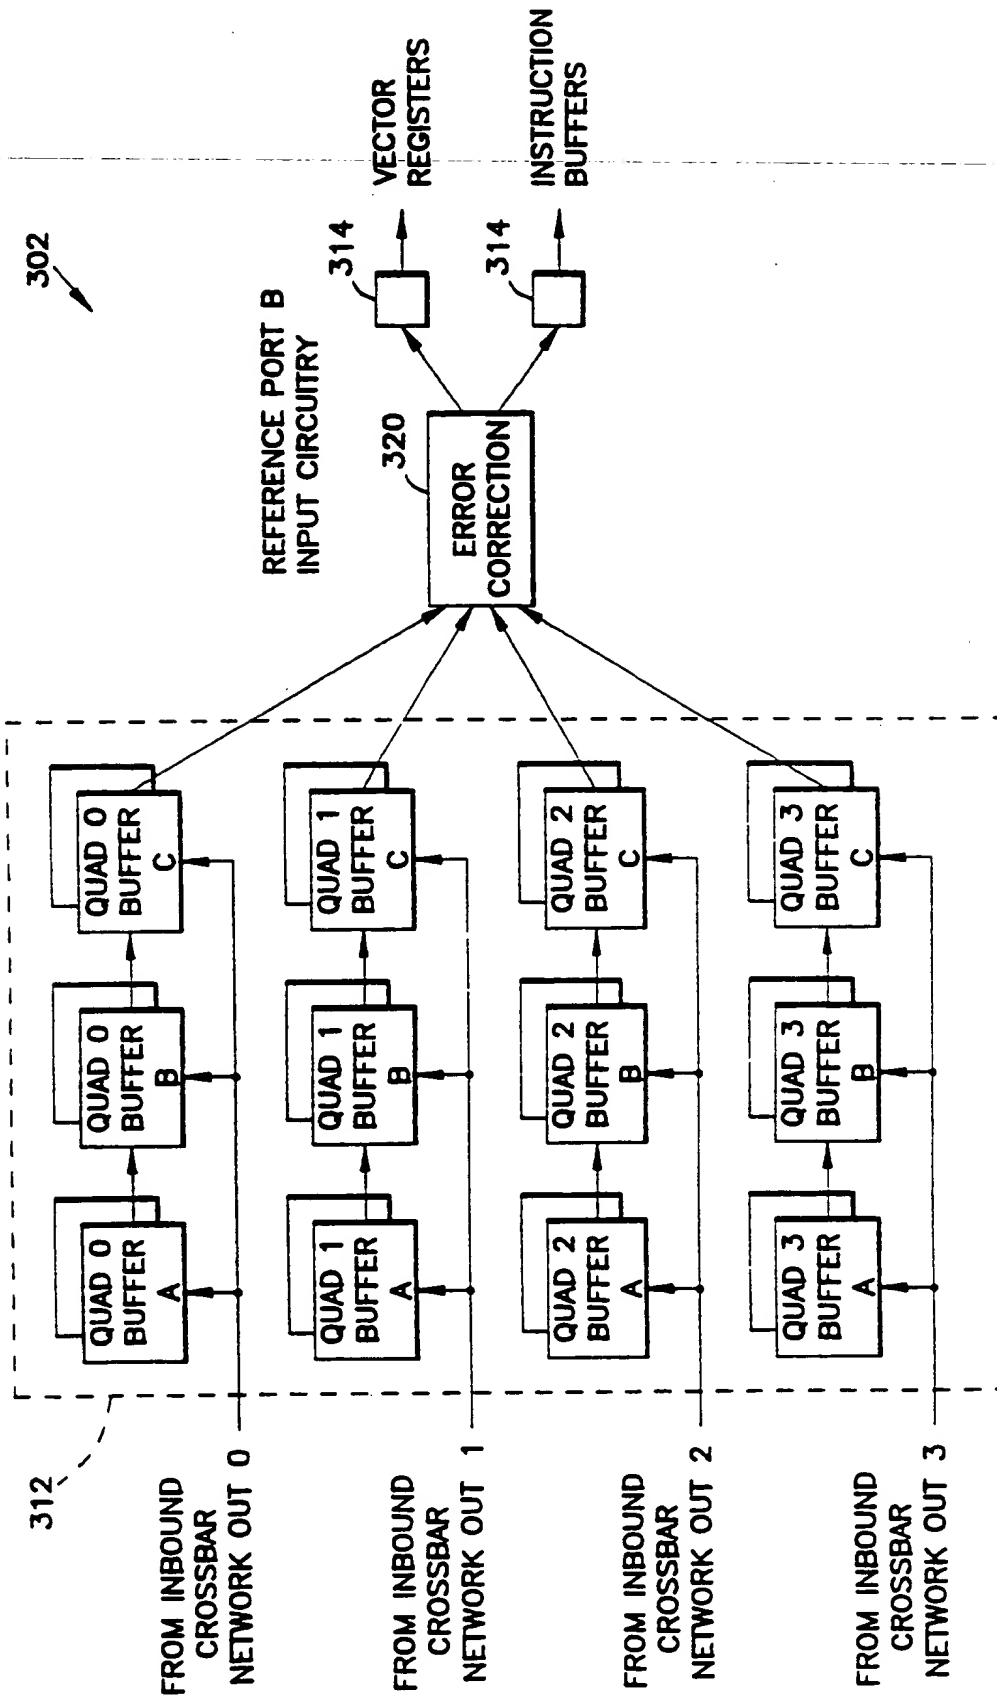 302
REFERENCE PORT B
INPUT CIRCUITRY
312
FROM INBOUND
CROSSBAR
NETWORK OUT 0
QUAD 0
BUFFER
A
QUAD 0
BUFFER
B
QUAD 0
BUFFER
C
FROM INBOUND
CROSSBAR
NETWORK OUT 1
QUAD 1
BUFFER
A
QUAD 1
BUFFER
B
QUAD 1
BUFFER
C
FROM INBOUND
CROSSBAR
NETWORK OUT 2
QUAD 2
BUFFER
A
QUAD 2
BUFFER
B
QUAD 2
BUFFER
C
FROM INBOUND
CROSSBAR
NETWORK OUT 3
QUAD 3
BUFFER
A
QUAD 3
BUFFER
B
QUAD 3
BUFFER
C
320
ERROR
CORRECTION
314
VECTOR
REGISTERS
314
INSTRUCTION
BUFFERS